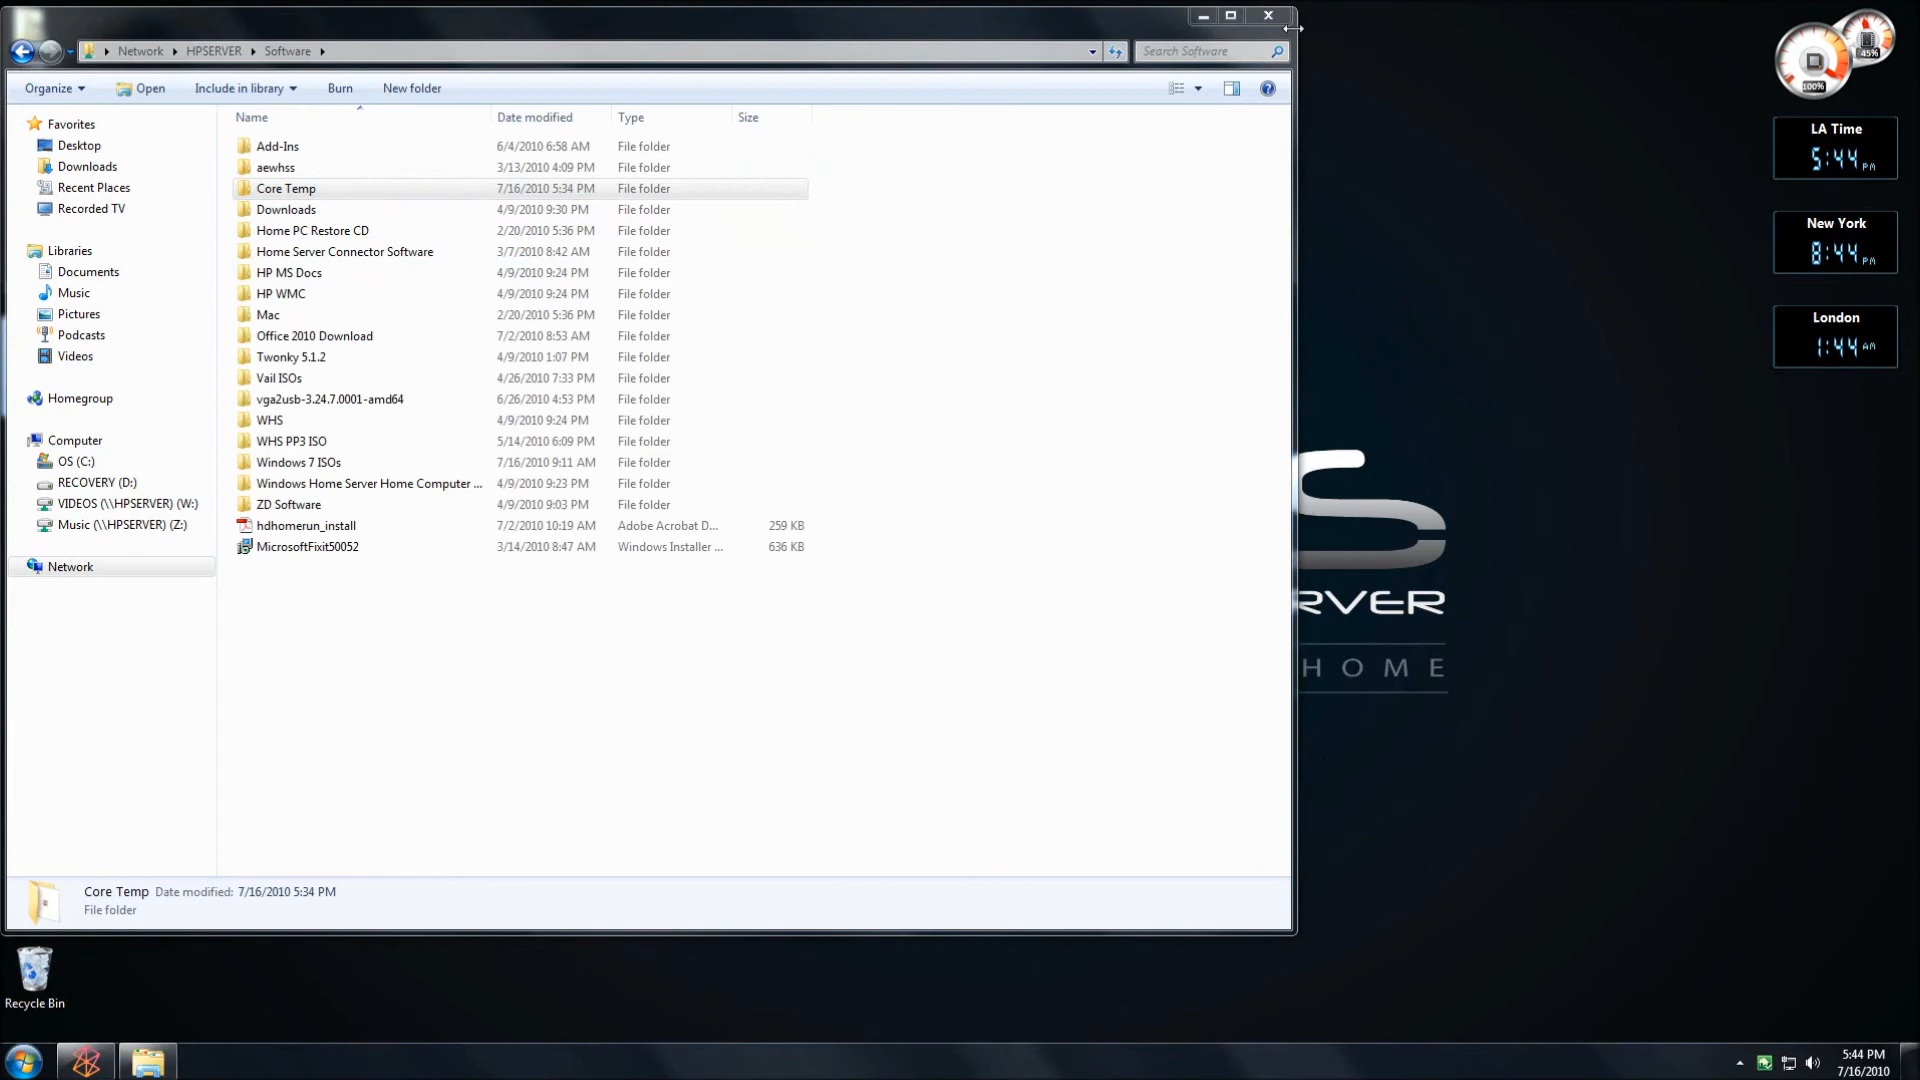 Network HPSERVER Software
Search Software
Organize Open Include in library Burn New folder
Name Date modified Type Size
Favorites
Desktop
Downloads
Recent Places
Recorded TV
Libraries
Documents
Music
Pictures
Podcasts
Videos
Homegroup
Computer
OS (C:)
RECOVERY (D:)
VIDEOS (\\HPSERVER) (W:)
Music (\\HPSERVER) (Z:)
Network
Add-Ins 6/4/2010 6:58 AM File folder
aewhss 3/13/2010 4:09 PM File folder
Core Temp 7/16/2010 5:34 PM File folder
Downloads 4/9/2010 9:30 PM File folder
Home PC Restore CD 2/20/2010 5:36 PM File folder
Home Server Connector Software 3/7/2010 8:42 AM File folder
HP MS Docs 4/9/2010 9:24 PM File folder
HP WMC 4/9/2010 9:24 PM File folder
Mac 2/20/2010 5:36 PM File folder
Office 2010 Download 7/2/2010 8:53 AM File folder
Twonky 5.1.2 4/9/2010 1:07 PM File folder
Vail ISOs 4/26/2010 7:33 PM File folder
vga2usb-3.24.7.0001-amd64 6/26/2010 4:53 PM File folder
WHS 4/9/2010 9:24 PM File folder
WHS PP3 ISO 5/14/2010 6:09 PM File folder
Windows 7 ISOs 7/16/2010 9:11 AM File folder
Windows Home Server Home Computer ... 4/9/2010 9:23 PM File folder
ZD Software 4/9/2010 9:03 PM File folder
hdhomerun_install 7/2/2010 10:19 AM Adobe Acrobat D... 259 KB
MicrosoftFixit50052 3/14/2010 8:47 AM Windows Installer ... 636 KB
Core Temp Date modified: 7/16/2010 5:34 PM
File folder
45%
100%
LA Time
5:44 PM
New York
8:44 PM
London
1:44 AM
S
RVER
HOME
Recycle Bin
5:44 PM
7/16/2010